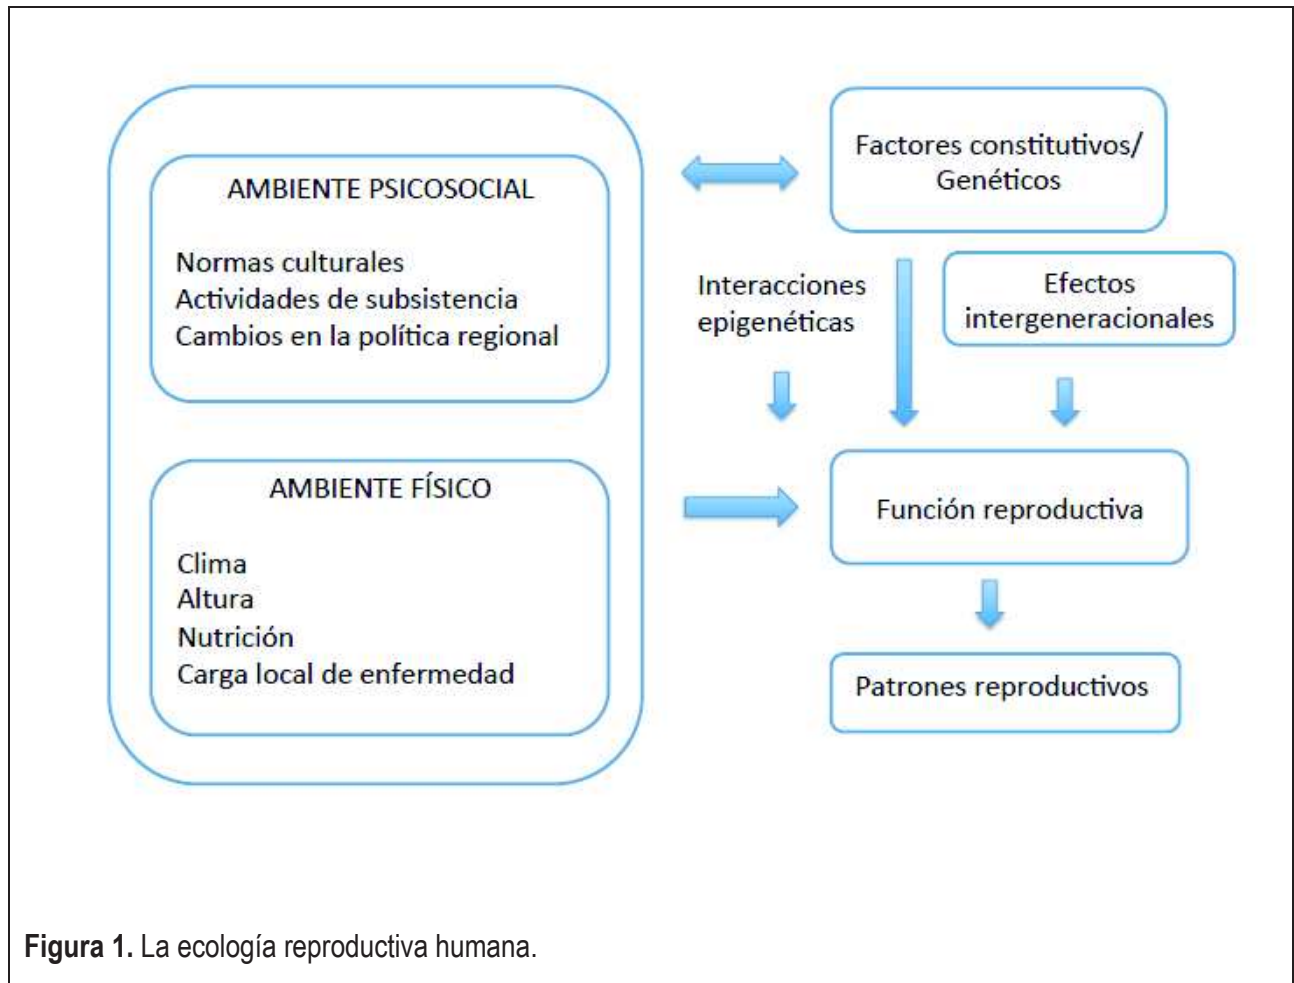 AMBIENTE PSICOSOCIAL
Normas culturales
Actividades de subsistencia
Cambios en la política regional
AMBIENTE FÍSICO
Clima
Altura
Nutrición
Carga local de enfermedad
Factores constitutivos/
Genéticos
Interacciones
epigenéticas
Efectos
intergeneracionales
Función reproductiva
Patrones reproductivos
Figura 1. La ecología reproductiva humana.